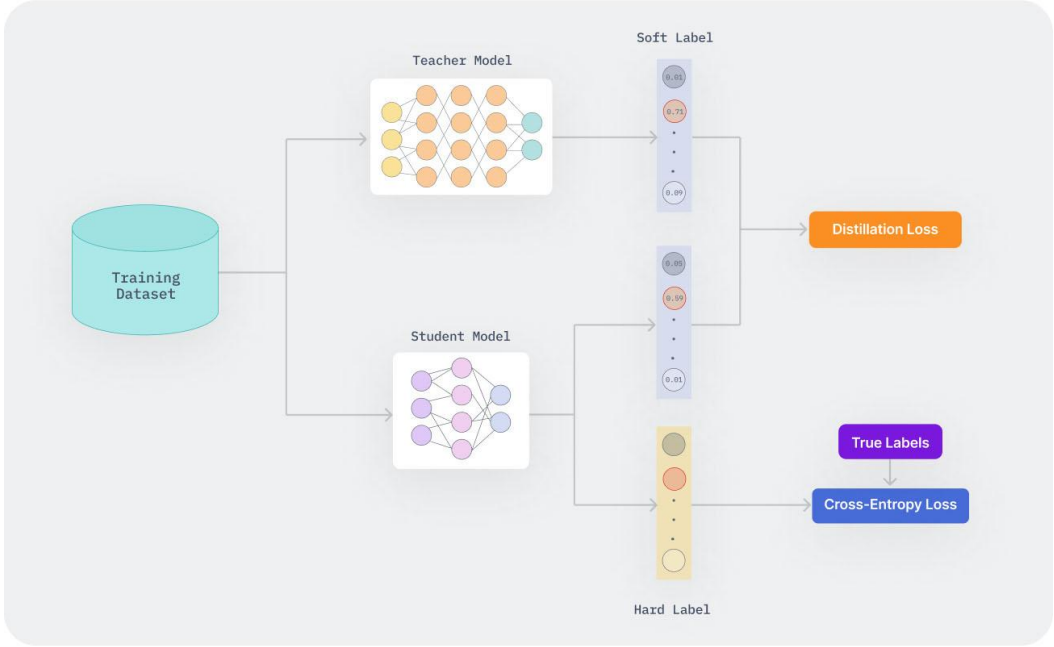 Soft Label
Teacher Model
0.01
0.71
0.09
Distillation Loss
Training
Dataset
0.05
0.59
0.01
Student Model
True Labels
Cross-Entropy Loss
Hard Label